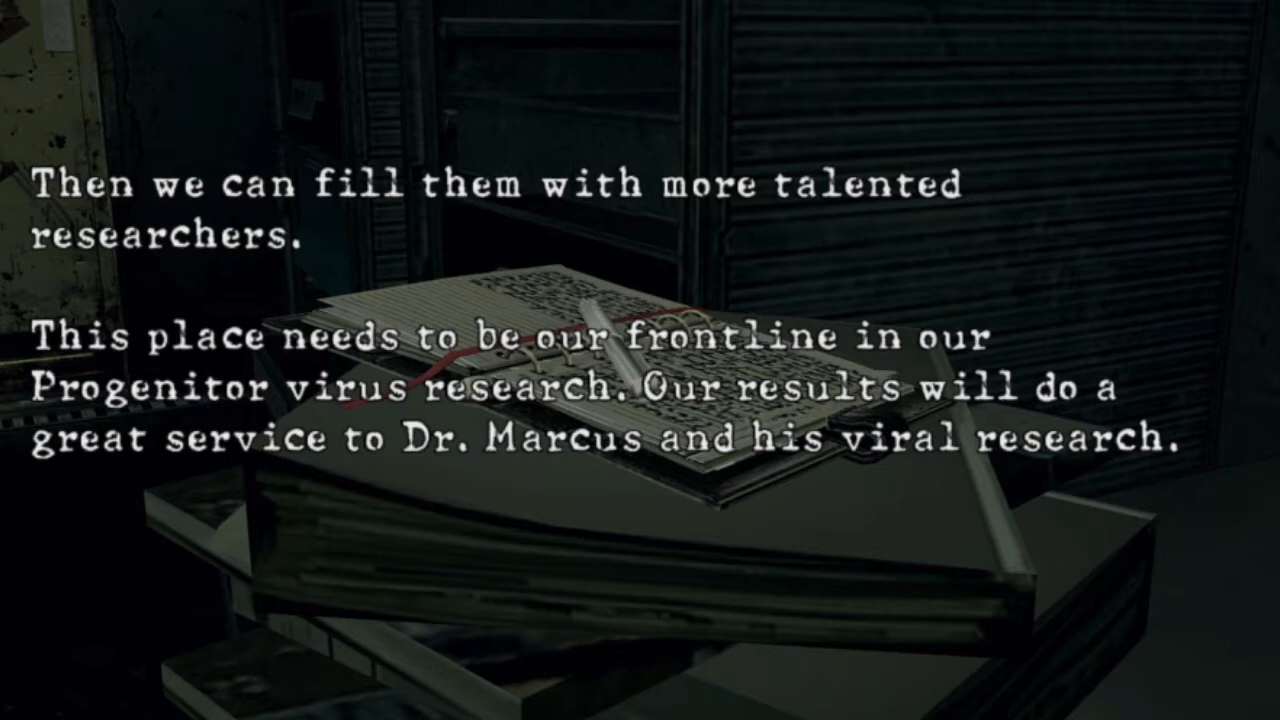 Then we can fill them with more talented
researchers.
This place needs to be our frontline in our
Progenitor virus research. Our results will do a
great service to Dr. Marcus and his viral research.